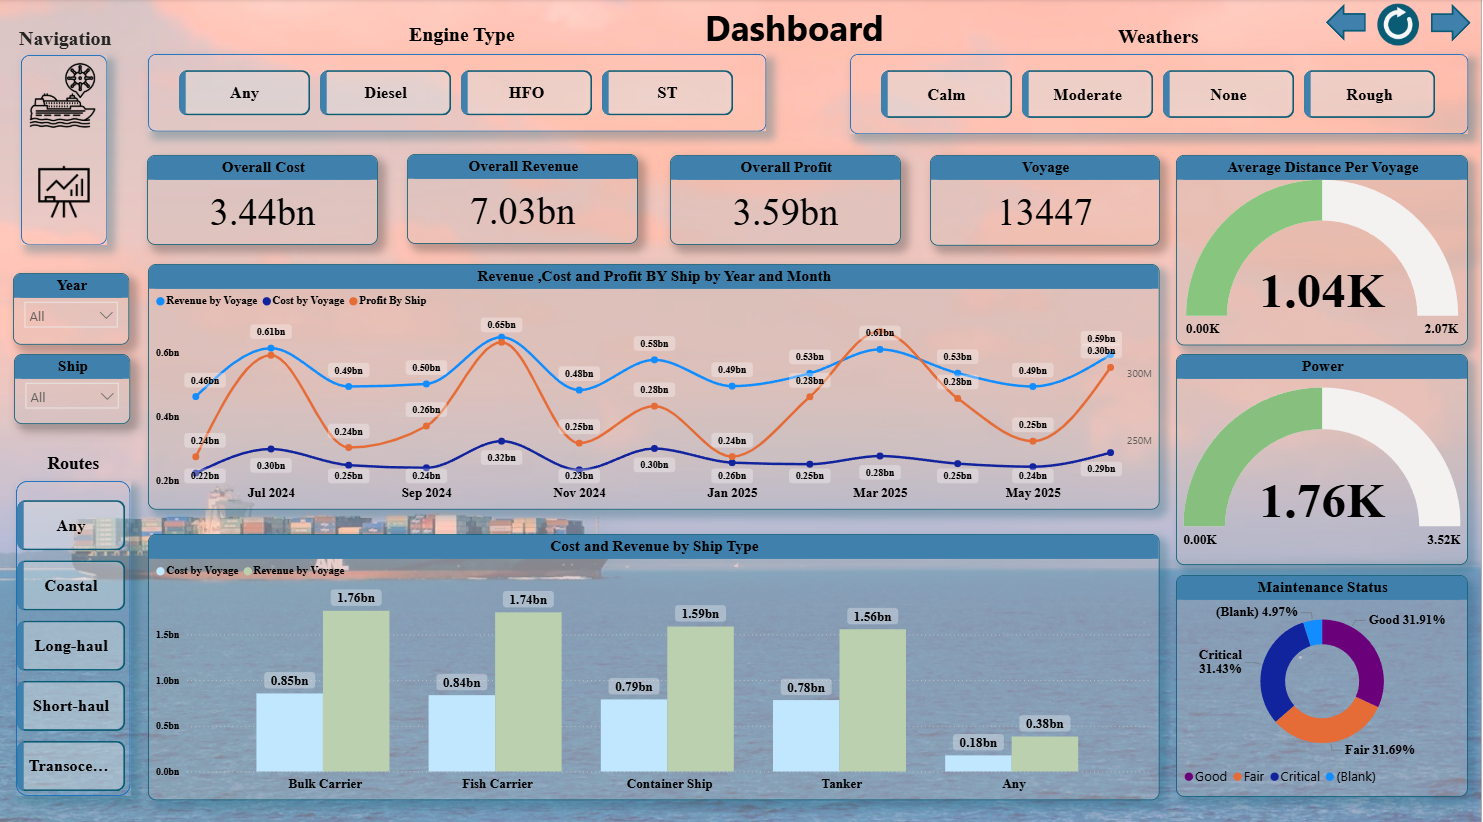 Dashboard
Navigation
Engine Type
Any
Diesel
HFO
ST
Weathers
Calm
Moderate
None
Rough
Overall Cost
3.44bn
Overall Revenue
7.03bn
Overall Profit
3.59bn
Voyage
13447
Average Distance Per Voyage
1.04K
0.00K
2.07K
Year
All
Ship
All
Routes
Any
Coastal
Long-haul
Short-haul
Transoce...
Revenue ,Cost and Profit BY Ship by Year and Month
Revenue by Voyage
Cost by Voyage
Profit By Ship
0.6bn
0.4bn
0.2bn
300M
250M
0.46bn
0.61bn
0.49bn
0.50bn
0.65bn
0.48bn
0.58bn
0.49bn
0.53bn
0.61bn
0.53bn
0.49bn
0.59bn
0.24bn
0.24bn
0.26bn
0.25bn
0.28bn
0.24bn
0.28bn
0.28bn
0.25bn
0.30bn
0.22bn
0.30bn
0.25bn
0.24bn
0.32bn
0.23bn
0.30bn
0.26bn
0.25bn
0.28bn
0.25bn
0.24bn
0.29bn
Jul 2024
Sep 2024
Nov 2024
Jan 2025
Mar 2025
May 2025
Power
1.76K
0.00K
3.52K
Cost and Revenue by Ship Type
Cost by Voyage
Revenue by Voyage
1.5bn
1.0bn
0.5bn
0.0bn
0.85bn
1.76bn
0.84bn
1.74bn
0.79bn
1.59bn
0.78bn
1.56bn
0.18bn
0.38bn
Bulk Carrier
Fish Carrier
Container Ship
Tanker
Any
Maintenance Status
(Blank) 4.97%
Good 31.91%
Critical
31.43%
Fair 31.69%
Good
Fair
Critical
(Blank)